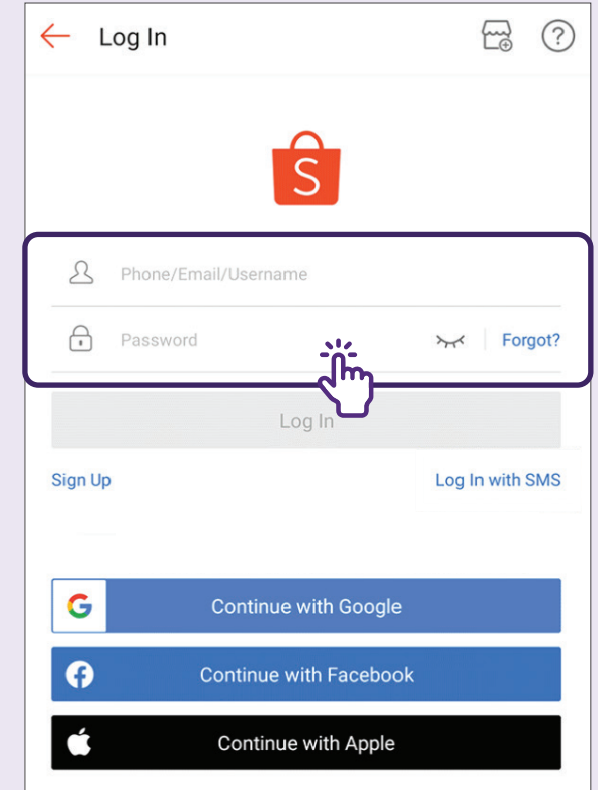 Log In
?
S
Phone/Email/Username
Password Forgot?
Log In
Sign Up Log In with SMS
G
Continue with Google
f
Continue with Facebook
Continue with Apple